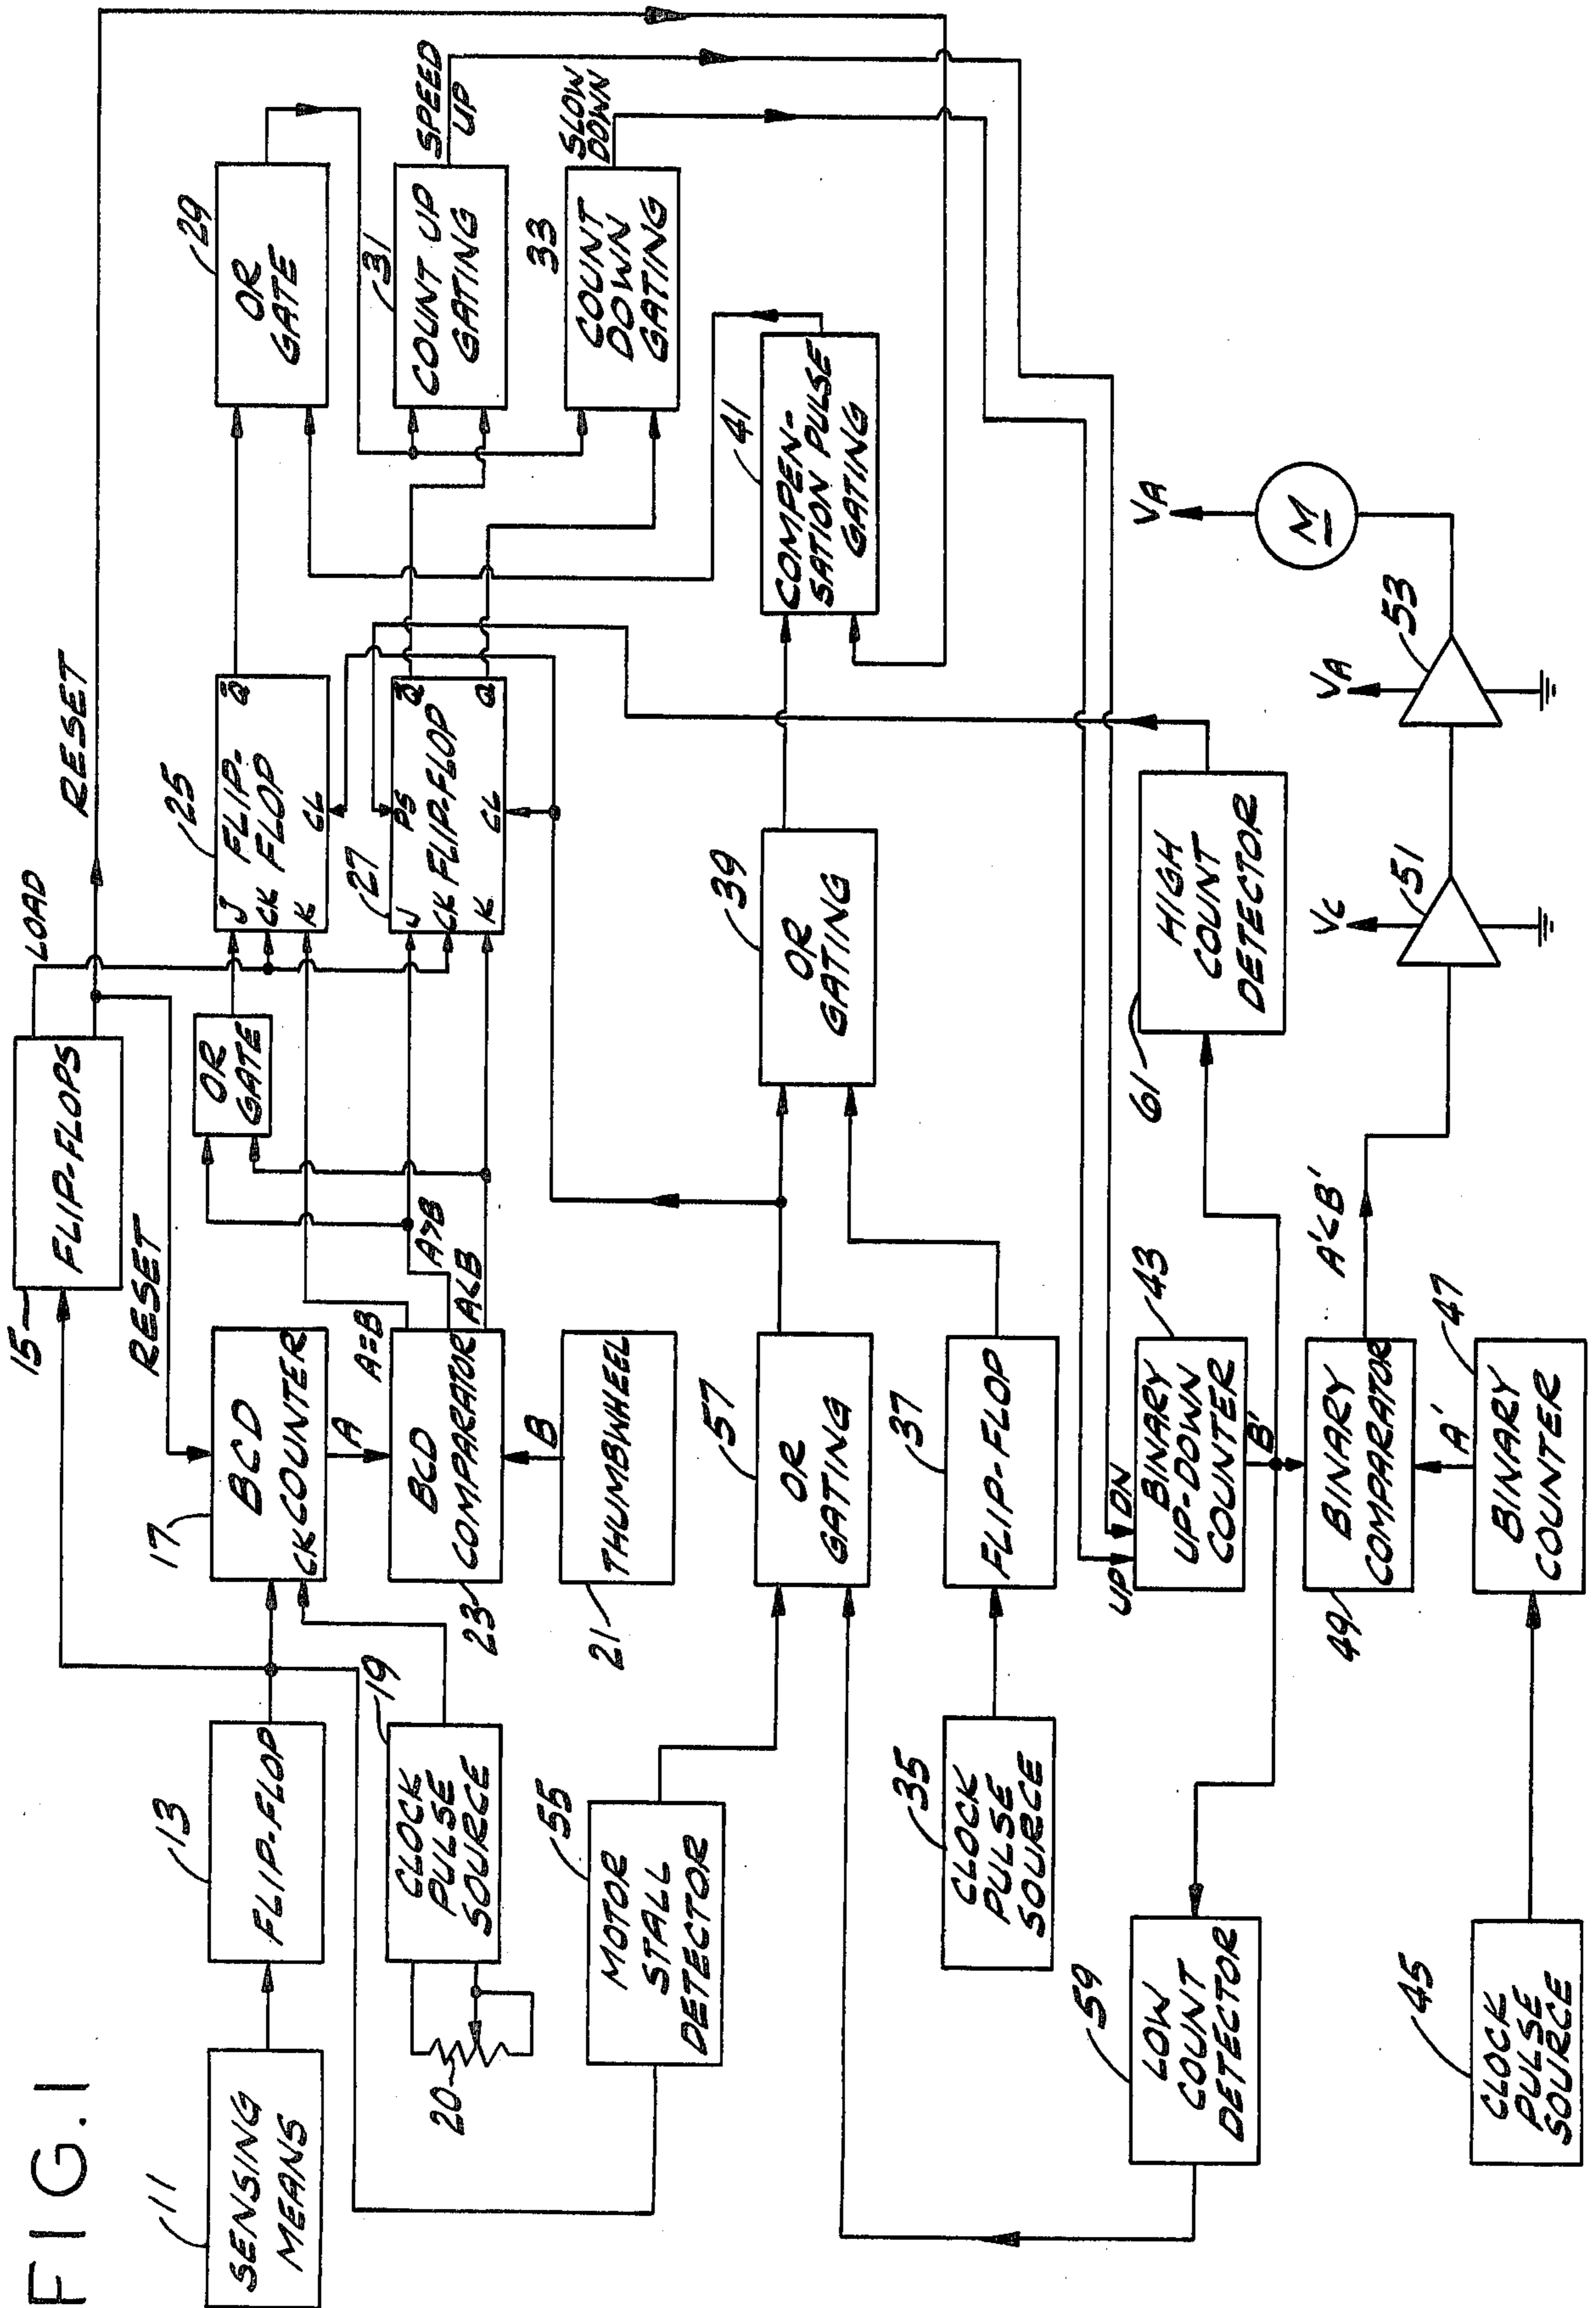 FIG.1
11
SENSING
MEANS
13
FLIP-FLOP
15
FLIP-FLOPS
LOAD
RESET
RESET
17
BCD
COUNTER
CK
A
19
CLOCK
PULSE
SOURCE
20
23
BCD
COMPARATOR
A=B
A>B
A<B
B
21
THUMBWHEEL
OR
GATE
25
J
CK
K
FLIP-
FLOP
Q̄
CL
27
J
CK
K
PS
FLIP-FLOP
CL
Q̄
Q
29
OR
GATE
31
COUNT UP
GATING
SPEED
UP
33
COUNT
DOWN
GATING
SLOW
DOWN
55
MOTOR
STALL
DETECTOR
57
OR
GATING
39
OR
GATING
41
COMPEN-
SATION PULSE
GATING
35
CLOCK
PULSE
SOURCE
37
FLIP-FLOP
UP
DN
43
BINARY
UP-DOWN
COUNTER
B'
61
HIGH
COUNT
DETECTOR
59
LOW
COUNT
DETECTOR
49
BINARY
COMPARATOR
A'<B'
A'
45
CLOCK
PULSE
SOURCE
47
BINARY
COUNTER
VC
51
VA
53
VA
M